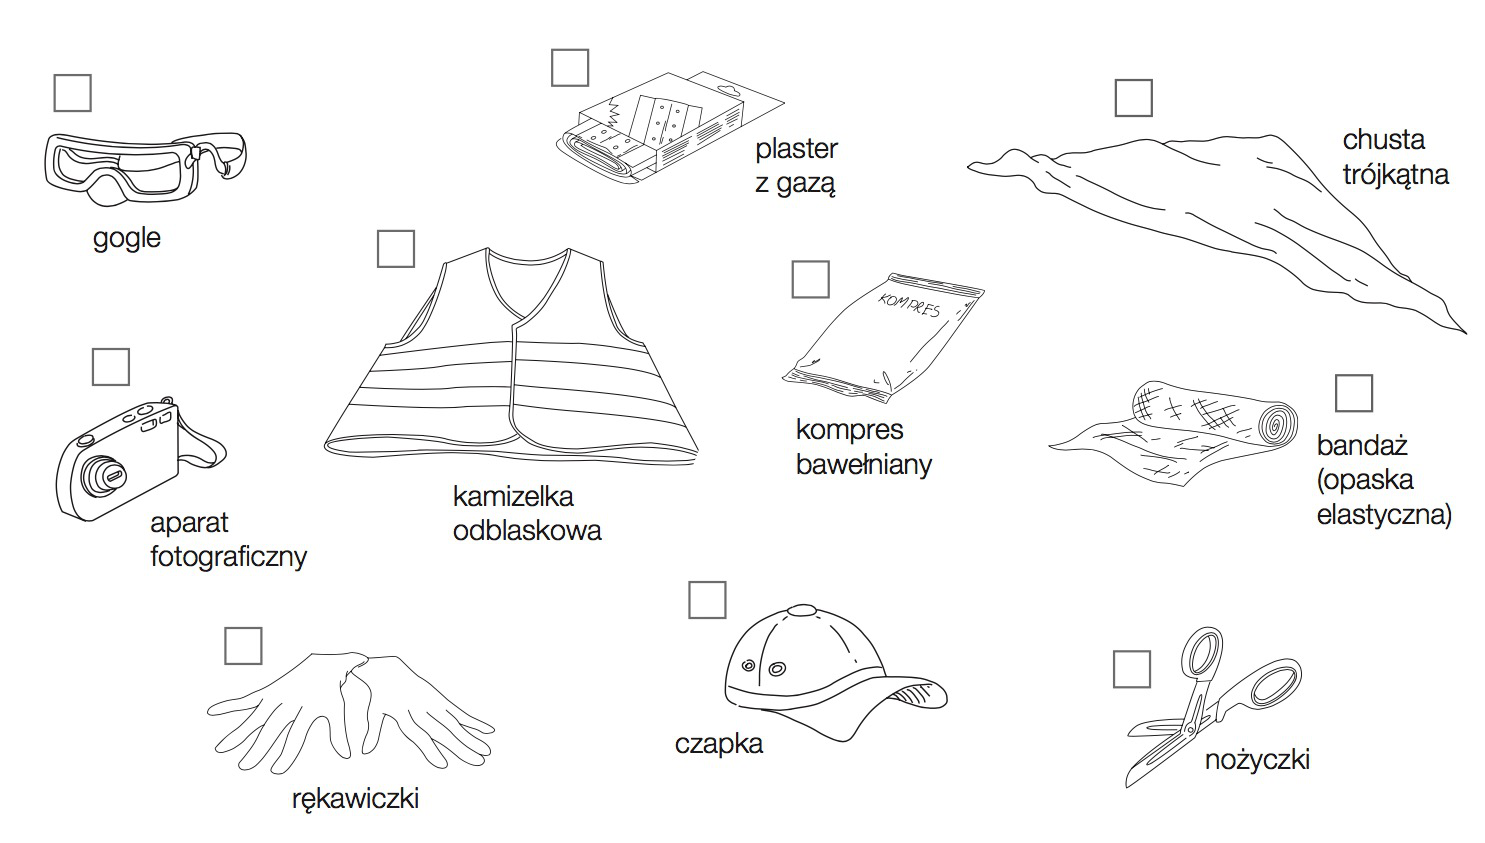 gogle
plaster
z gazą
chusta
trójkątna
KOMPRES
kompres
bawełniany
kamizelka
odblaskowa
aparat
fotograficzny
bandaż
(opaska
elastyczna)
rękawiczki
czapka
nożyczki